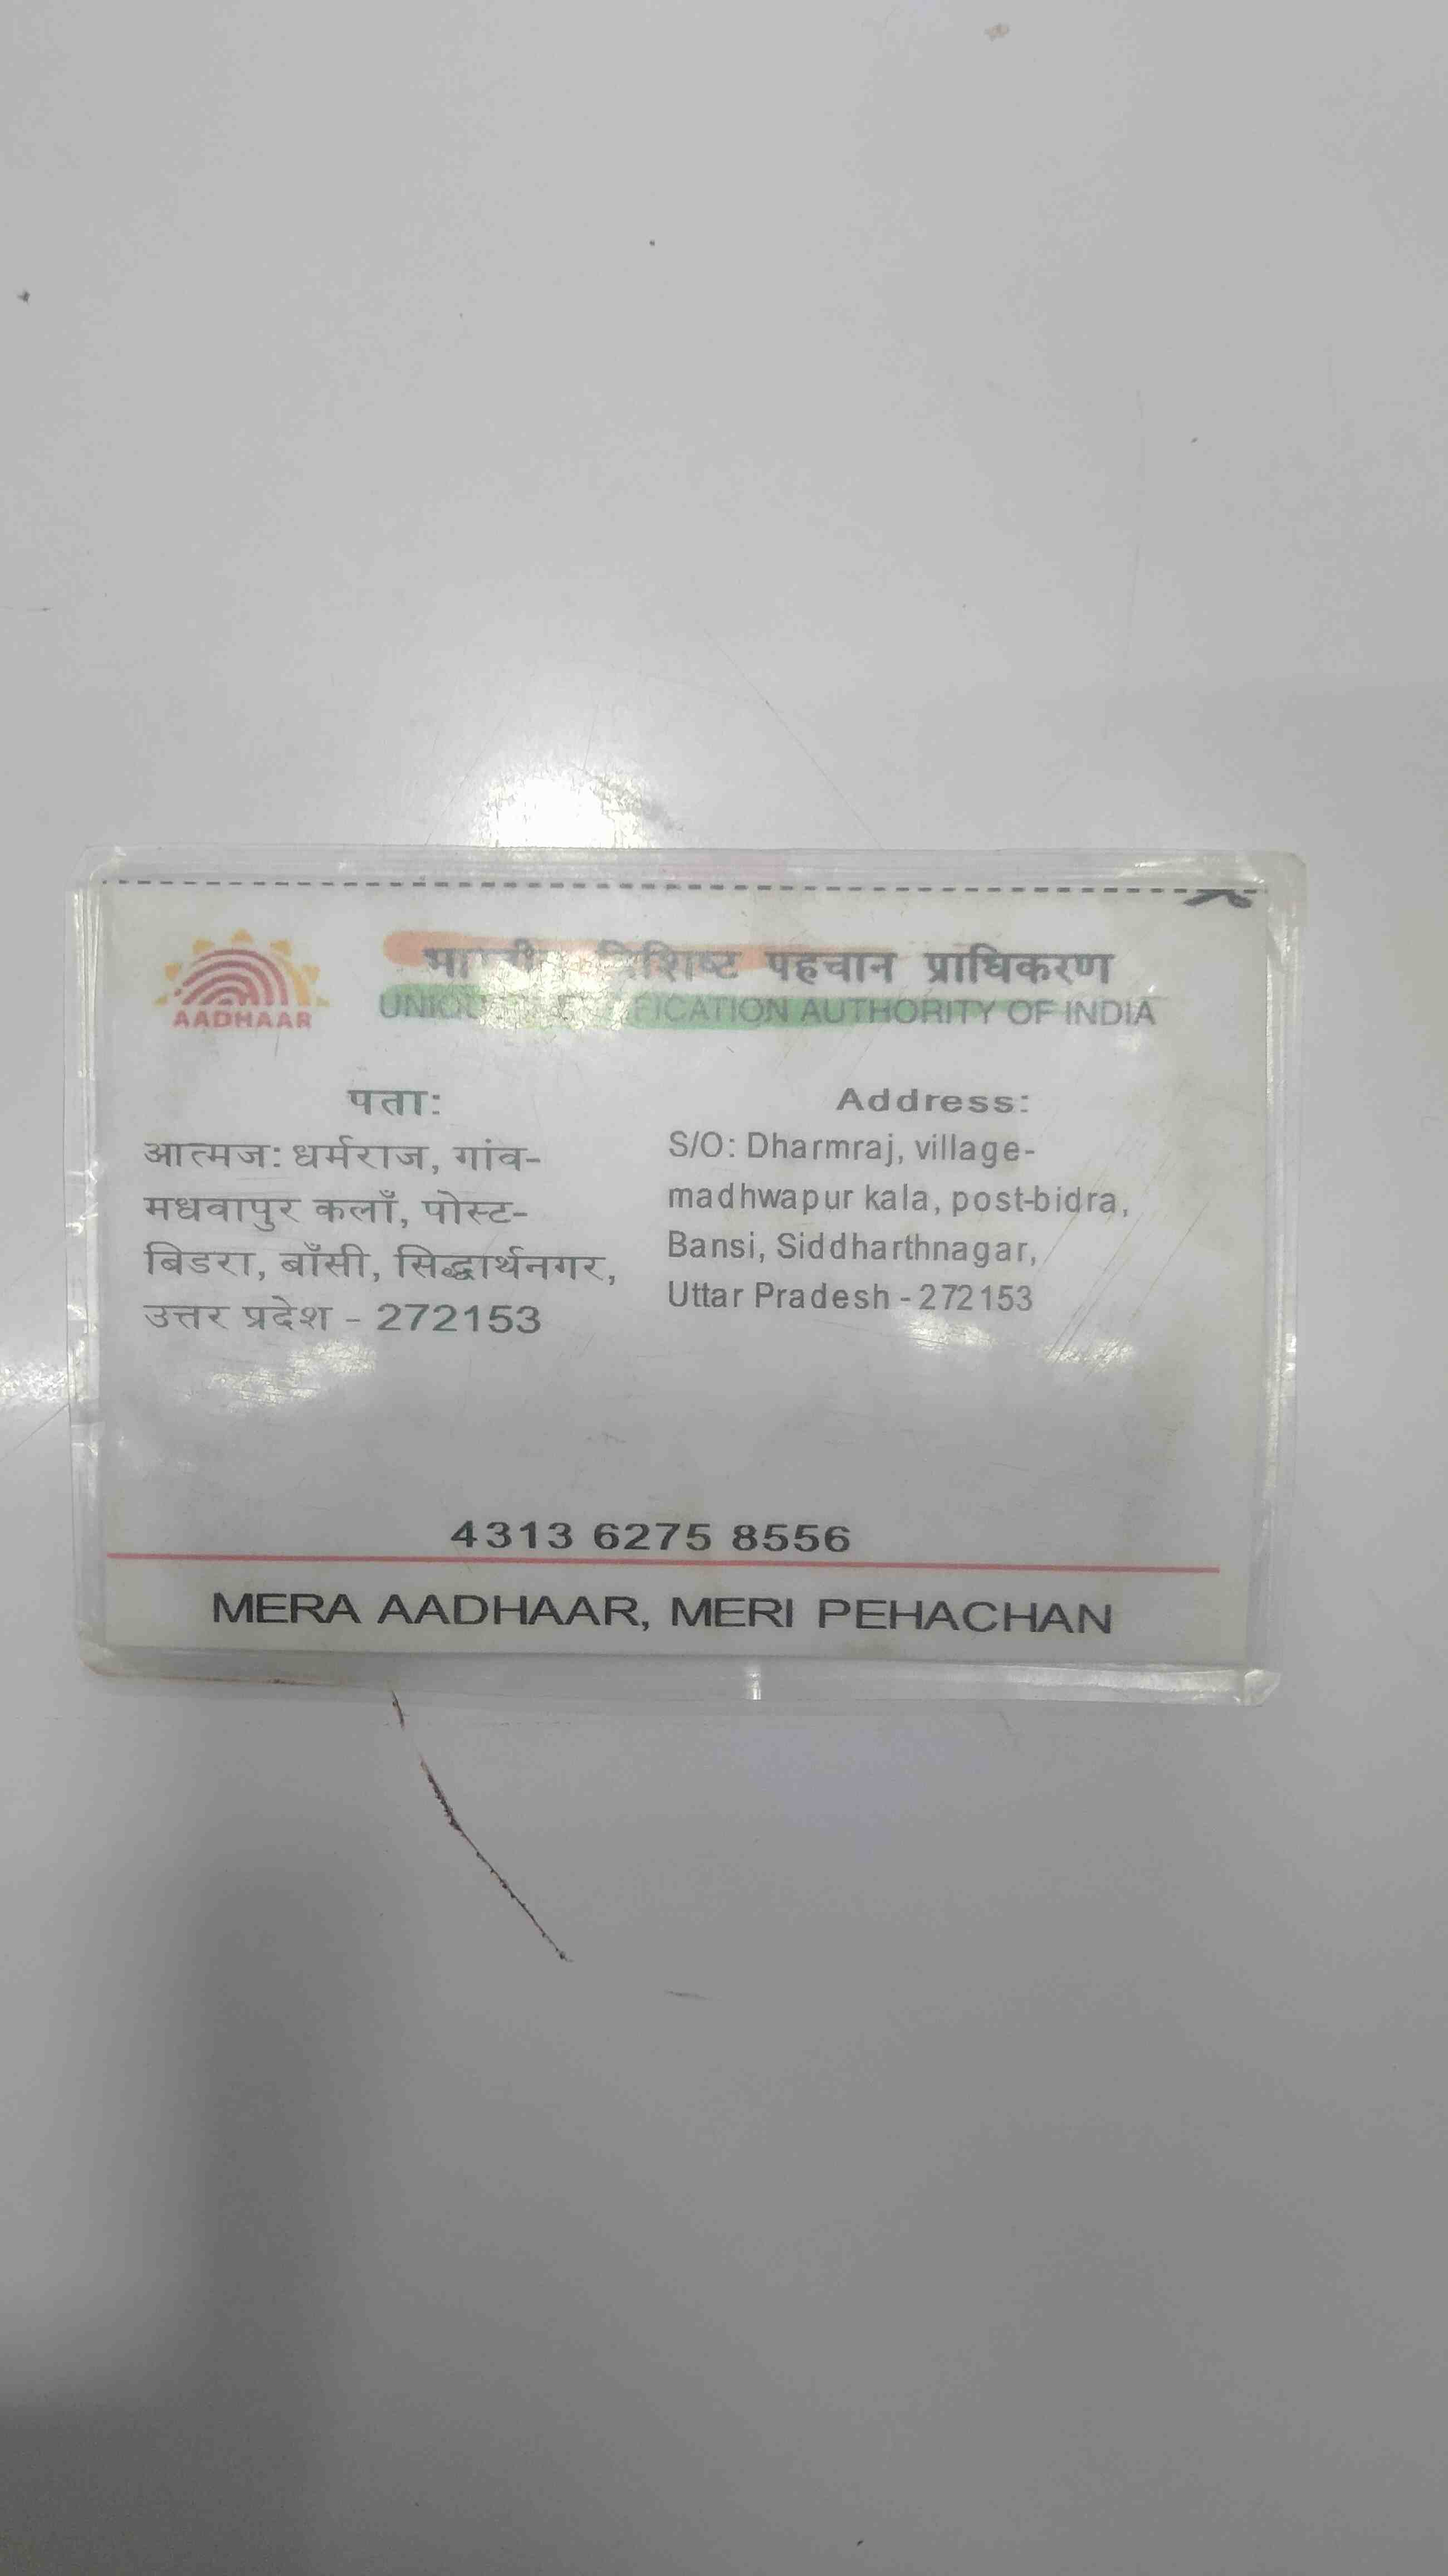 AADHAAR
पहचान प्राधिकरण
AUTHORITY OF INDIA
पता:
आत्मज: धर्मराज, गांव-
मधवापुर कलाँ, पोस्ट-
बिडरा, बाँसी, सिद्धार्थनगर,
उत्तर प्रदेश - 272153
Address:
S/O: Dharmraj, village-
madhwapur kala, post-bidra,
Bansi, Siddharthnagar,
Uttar Pradesh - 272153
4313 6275 8556
MERA AADHAAR, MERI PEHACHAN